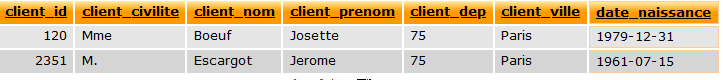 client_id client_civilite client_nom client_prenom client_dep client_ville date_naissance
120 Mme Boeuf Josette 75 Paris 1979-12-31
2351 M. Escargot Jerome 75 Paris 1961-07-15